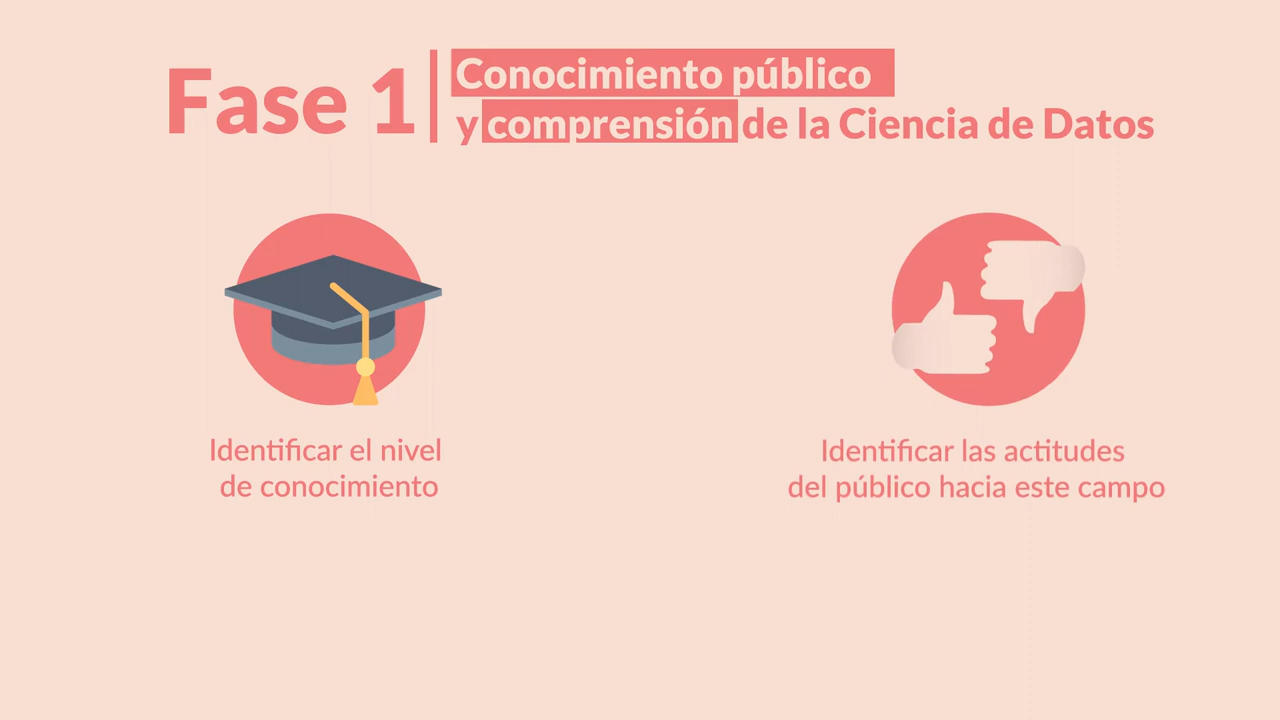 Fase 1
Conocimiento público
y comprensión de la Ciencia de Datos
Identificar el nivel
de conocimiento
Identificar las actitudes
del público hacia este campo